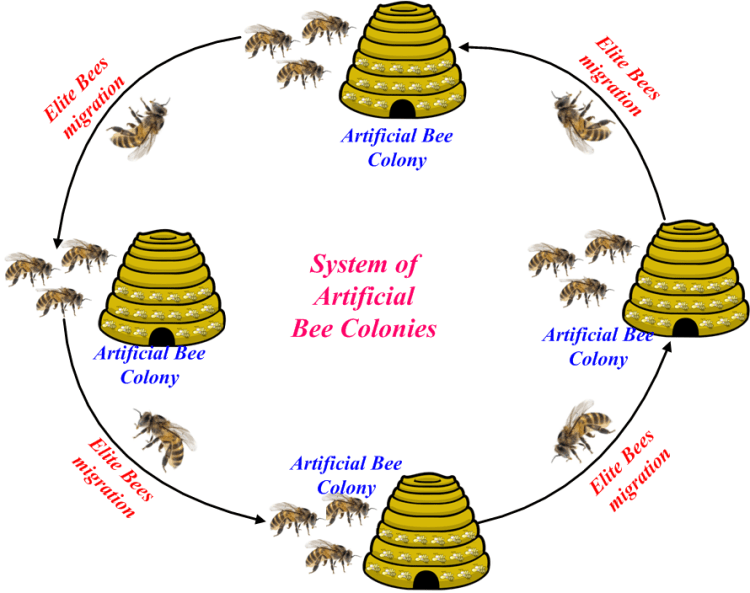 Elite Bees
migration
Elite Bees
migration
Artificial Bee
Colony
System of
Artificial
Bee Colonies
Artificial Bee
Colony
Artificial Bee
Colony
Elite Bees
migration
Artificial Bee
Colony
Elite Bees
migration